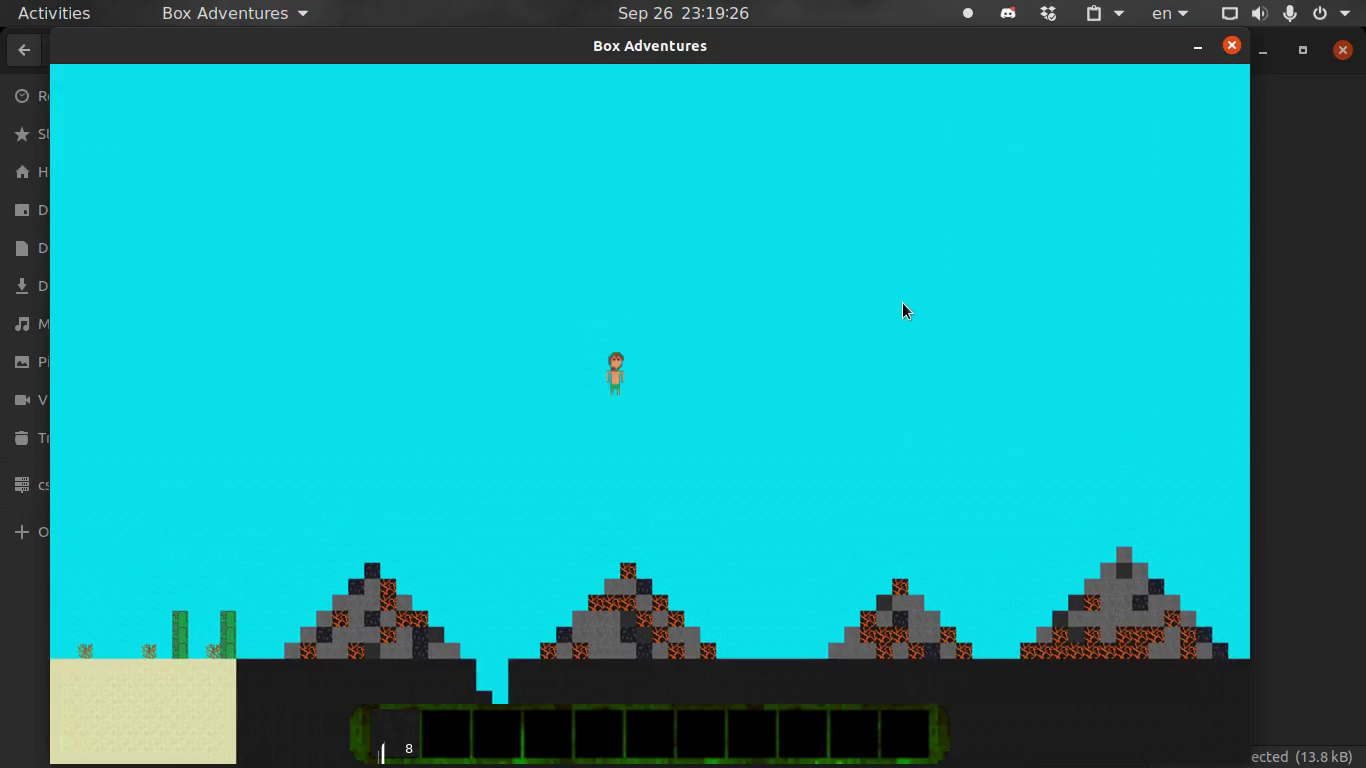 Activities
Box Adventures
Sep 26 23:19:26
en
Box Adventures
8
ected (13.8 kB)